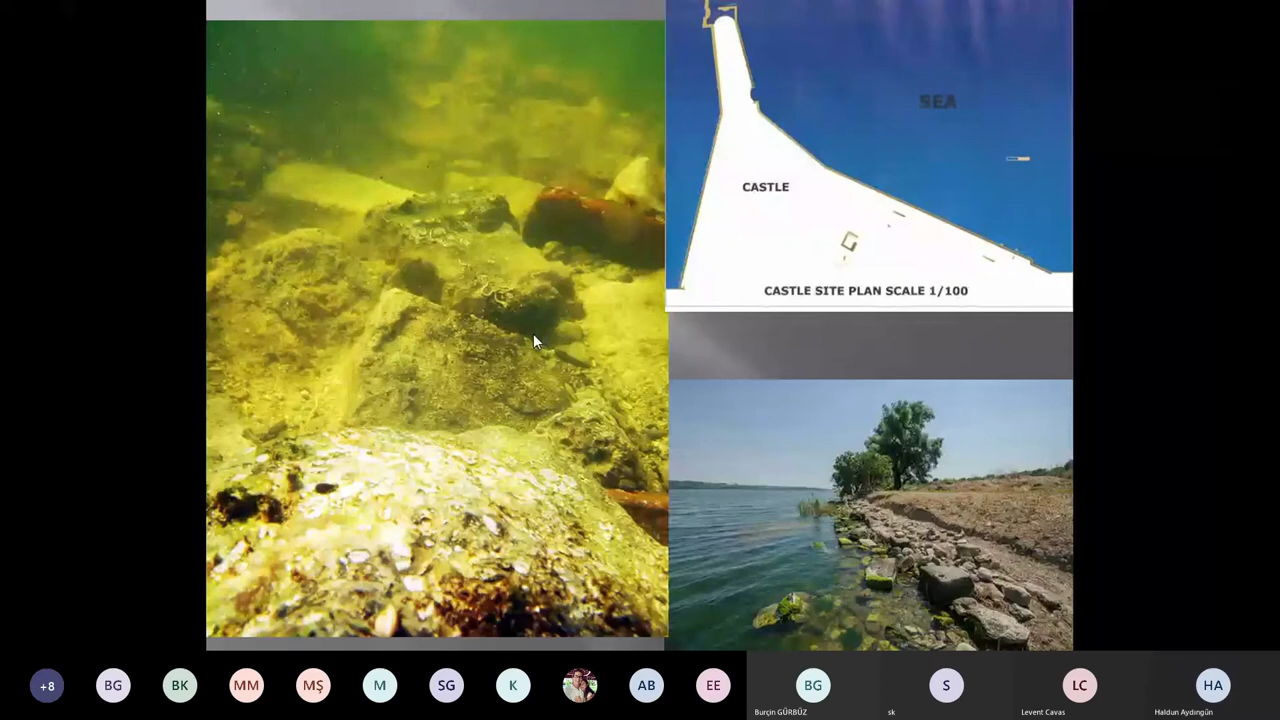 SEA
CASTLE
CASTLE SITE PLAN SCALE 1/100
+8
BG
BK
MM
MŞ
M
SG
K
AB
EE
BG
S
LC
HA
Burçin GÜRBÜZ
sk
Levent Cavas
Haldun Aydıngün